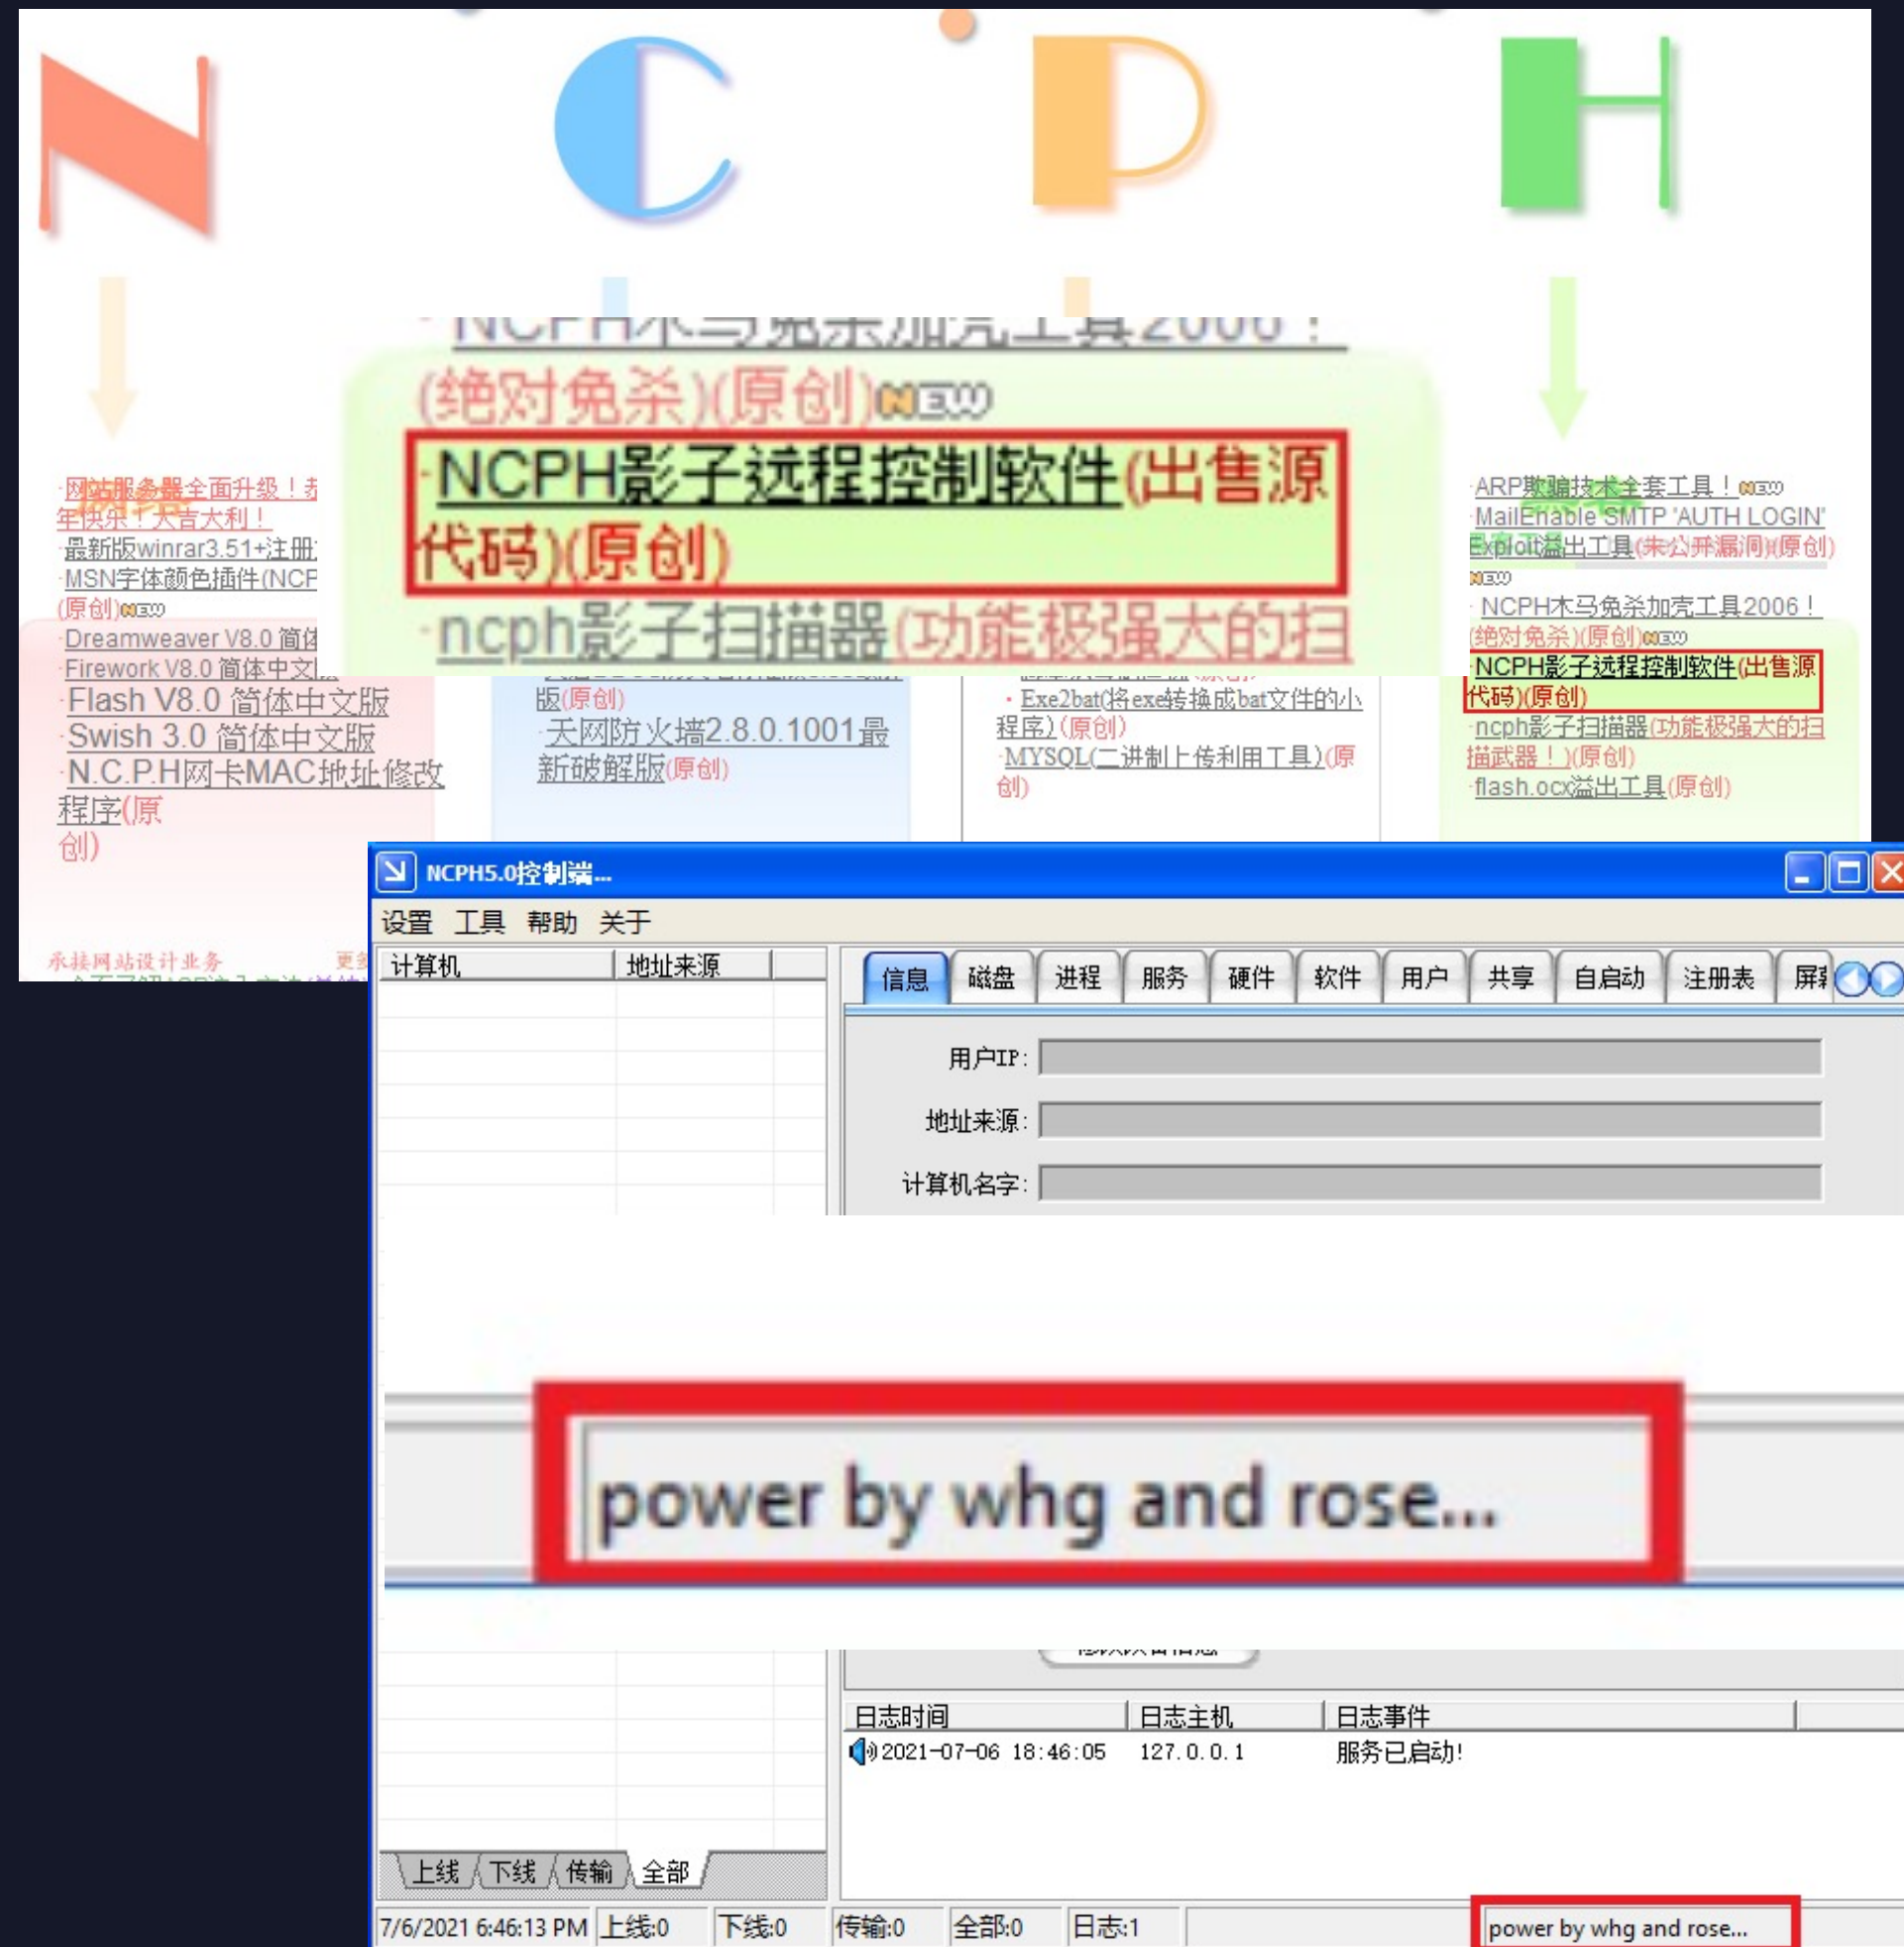 N C P H
NCPH木马免杀加壳工具2006！
(绝对免杀)(原创)NEW
·NCPH影子远程控制软件(出售源
代码)(原创)
·ncph影子扫描器(功能极强大的扫
·网站服务器全面升级！恭
年快乐！大吉大利！
·最新版winrar3.51+注册
·MSN字体颜色插件(NCP
(原创)NEW
·Dreamweaver V8.0 简体
·Firework V8.0 简体中文
·Flash V8.0 简体中文版
·Swish 3.0 简体中文版
·N.C.P.H网卡MAC地址修改
程序(原
创)
承接网站设计业务
版(原创)
·天网防火墙2.8.0.1001最
新破解版(原创)
·Exe2bat(将exe转换成bat文件的小
程序)(原创)
·MYSQL(二进制上传利用工具)(原
创)
·ARP欺骗技术全套工具！NEW
·MailEnable SMTP 'AUTH LOGIN'
Exploit溢出工具(未公开漏洞)(原创)
NEW
·NCPH木马免杀加壳工具2006！
(绝对免杀)(原创)NEW
·NCPH影子远程控制软件(出售源
代码)(原创)
·ncph影子扫描器(功能极强大的扫
描武器！)(原创)
·flash.ocx溢出工具(原创)
NCPH5.0控制端...
设置 工具 帮助 关于
计算机 地址来源
信息 磁盘 进程 服务 硬件 软件 用户 共享 自启动 注册表 屏
用户IP:
地址来源:
计算机名字:
power by whg and rose...
日志时间 日志主机 日志事件
2021-07-06 18:46:05 127.0.0.1 服务已启动!
上线 下线 传输 全部
7/6/2021 6:46:13 PM 上线:0 下线:0 传输:0 全部:0 日志:1 power by whg and rose...